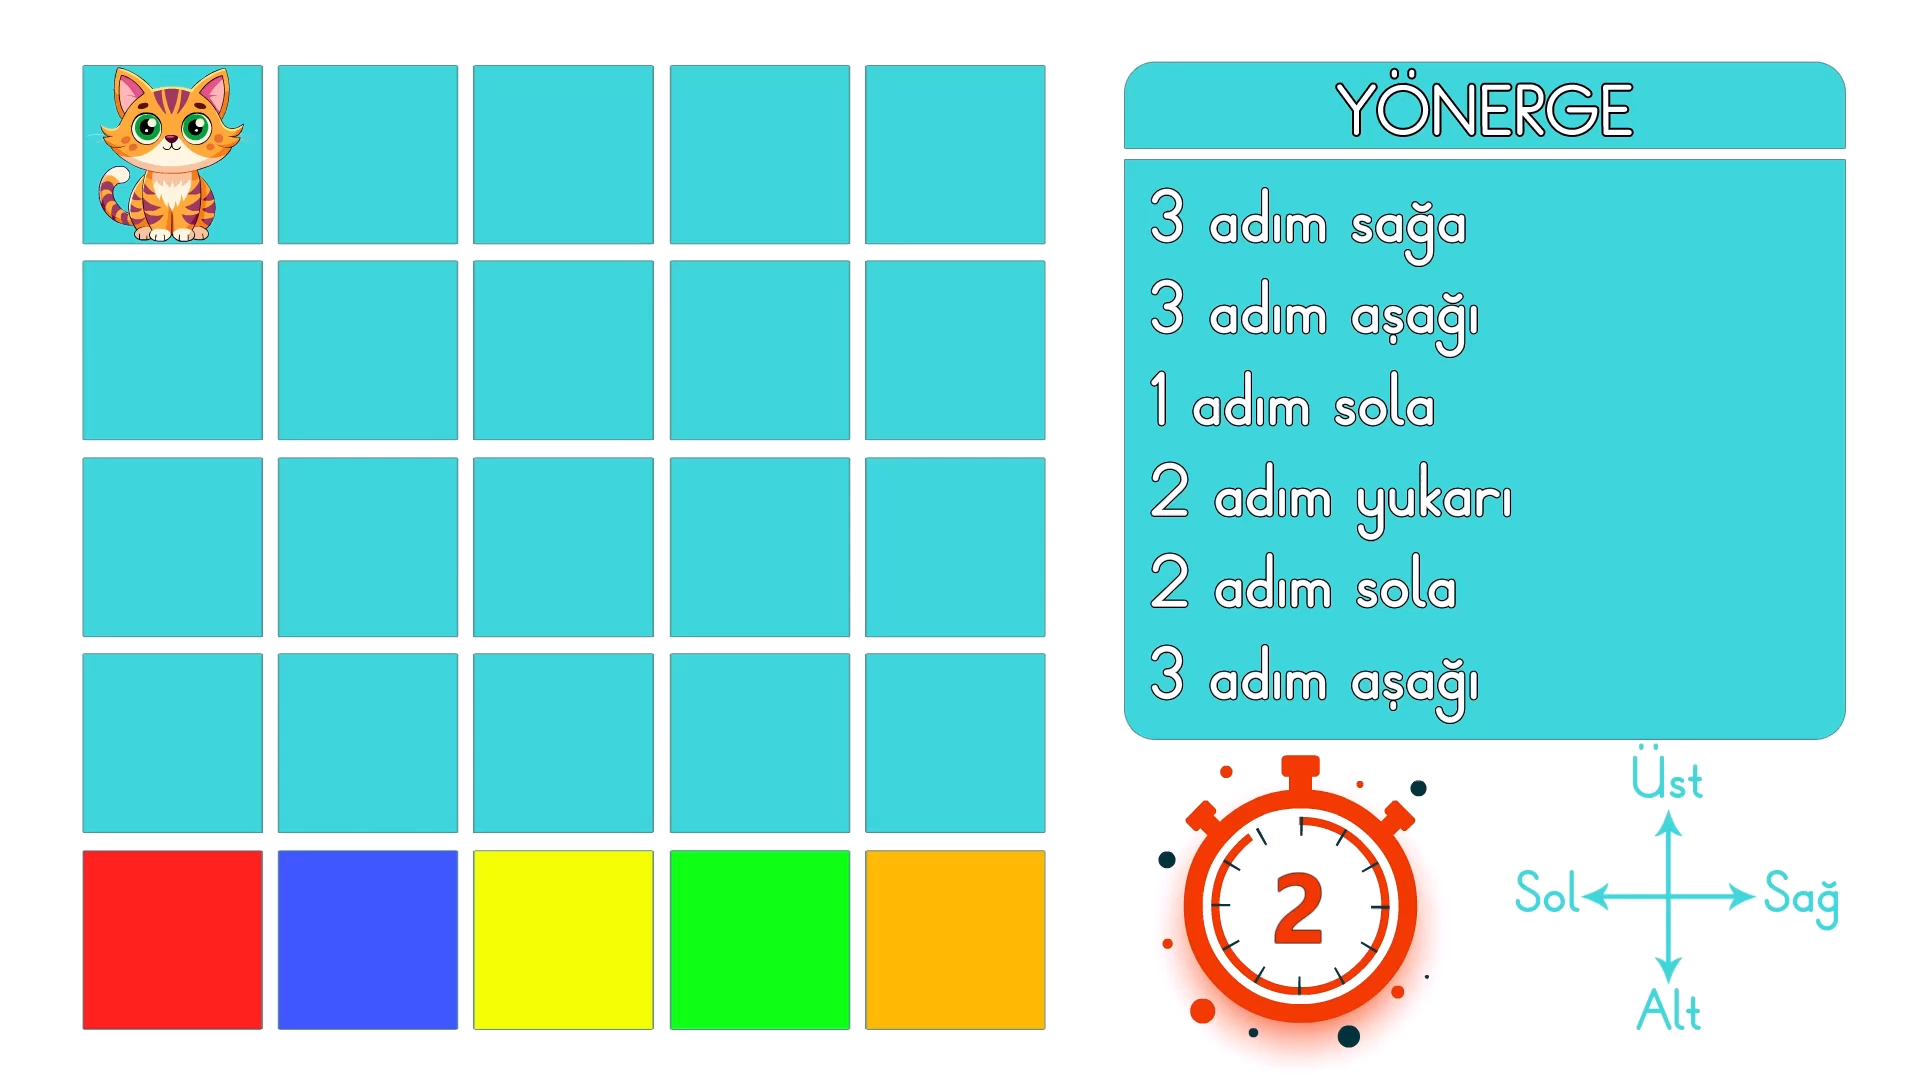 YÖNERGE
3 adım sağa
3 adım aşağı
1 adım sola
2 adım yukarı
2 adım sola
3 adım aşağı
2
Üst
Sol
Sağ
Alt